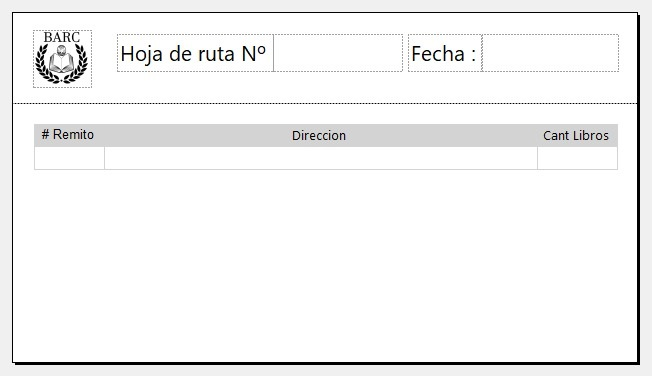 BARC
Hoja de ruta Nº
Fecha :
# Remito Direccion Cant Libros